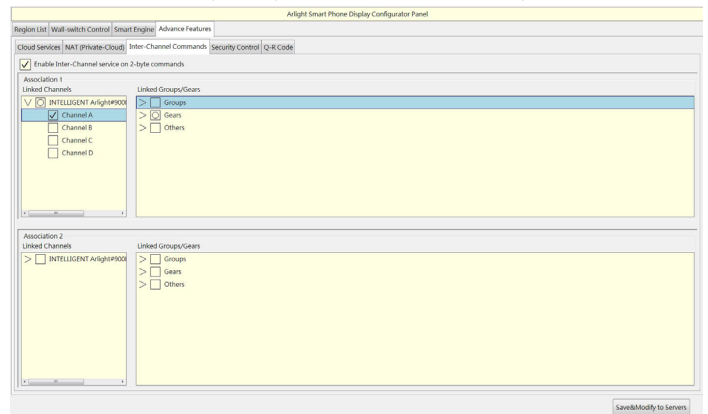 Arlight Smart Phone Display Configurator Panel
Region List Wall-switch Control Smart Engine Advance Features
Cloud Services NAT (Private-Cloud) Inter-Channel Commands Security Control Q-R Code
Enable Inter-Channel service on 2-byte commands
Association 1
Linked Channels Linked Groups/Gears
INTELLIGENT Arlight#900 Groups
Channel A Gears
Channel B Others
Channel C
Channel D
Association 2
Linked Channels Linked Groups/Gears
INTELLIGENT Arlight#900 Groups
Gears
Others
Save&Modify to Servers